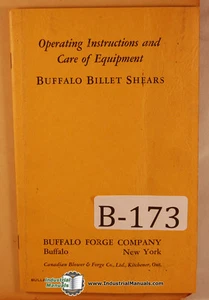 Operating Instructions and
Care of Equipment
BUFFALO BILLET SHEARS
B-173
BUFFALO FORGE COMPANY
Buffalo New York
Canadian Blower & Forge Co., Ltd., Kitchener, Ont.
www.IndustrialManuals.com